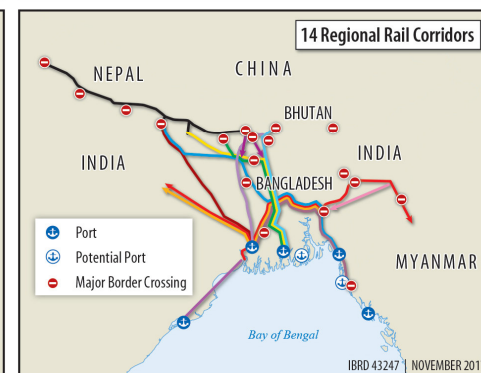 14 Regional Rail Corridors
CHINA
NEPAL
BHUTAN
INDIA
INDIA
BANGLADESH
Port
Potential Port
Major Border Crossing
MYANMAR
Bay of Bengal
IBRD 43247 | NOVEMBER 201